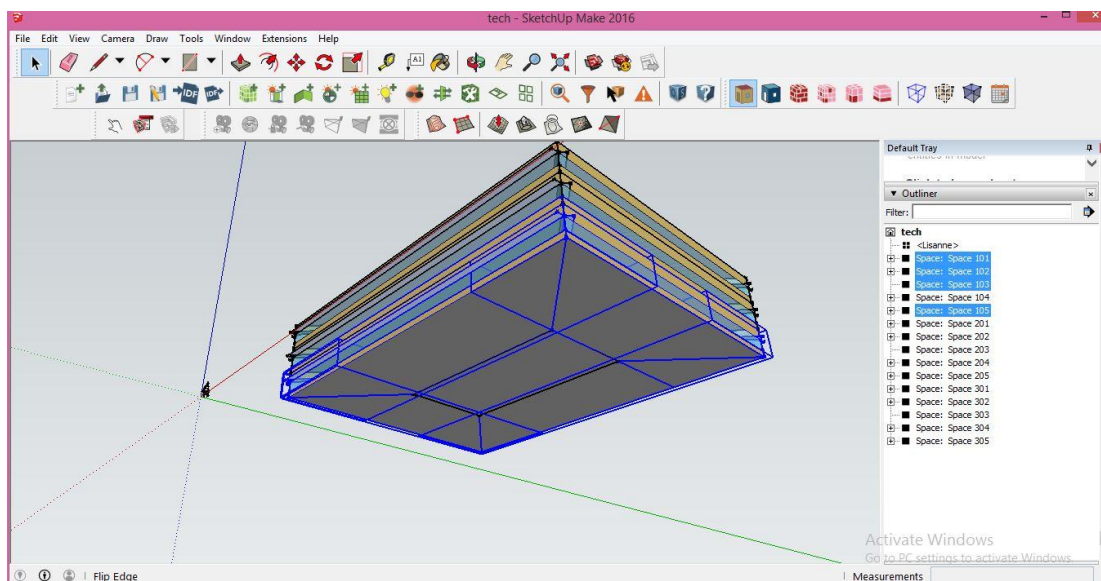 tech - SketchUp Make 2016
File Edit View Camera Draw Tools Window Extensions Help
A1
IDF IDF
Default Tray
Outliner
Filter:
tech
<Lisanne>
Space: Space 101
Space: Space 102
Space: Space 103
Space: Space 104
Space: Space 105
Space: Space 201
Space: Space 202
Space: Space 203
Space: Space 204
Space: Space 205
Space: Space 301
Space: Space 302
Space: Space 303
Space: Space 304
Space: Space 305
Activate Windows
Go to PC settings to activate Windows.
Flip Edge
Measurements